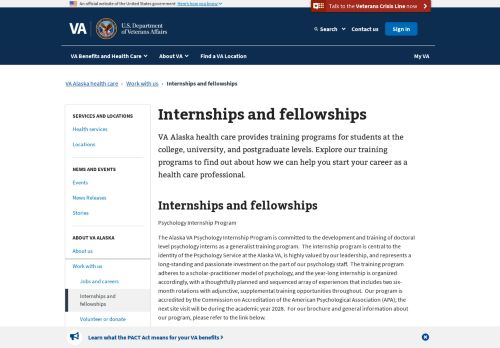 An official website of the United States government Here's how you know
Talk to the Veterans Crisis Line now
VA
U.S. Department
of Veterans Affairs
Search
Contact us
Sign in
VA Benefits and Health Care
About VA
Find a VA Location
My VA
VA Alaska health care › Work with us › Internships and fellowships
SERVICES AND LOCATIONS
Health services
Locations
NEWS AND EVENTS
Events
News Releases
Stories
ABOUT VA ALASKA
About us
Work with us
Jobs and careers
Internships and
fellowships
Volunteer or donate
Internships and fellowships
VA Alaska health care provides training programs for students at the
college, university, and postgraduate levels. Explore our training
programs to find out about how we can help you start your career as a
health care professional.
Internships and fellowships
Psychology Internship Program
The Alaska VA Psychology Internship Program is committed to the development and training of doctoral
level psychology interns as a generalist training program. The internship program is central to the
identity of the Psychology Service at the Alaska VA, is highly valued by our leadership, and represents
a long-standing and passionate investment on the part of our psychology staff. The training program
adheres to a scholar-practitioner model of psychology, and the year-long internship is organized
accordingly, with a thoughtfully planned and sequenced array of experiences that includes two six-
month rotations with adjunctive, supplemental training opportunities throughout. Our program is
accredited by the Commission on Accreditation of the American Psychological Association (APA); the
next site visit will be during the academic year 2028. For our brochure and general information about
our program, please refer to the link below.
Learn what the PACT Act means for your VA benefits